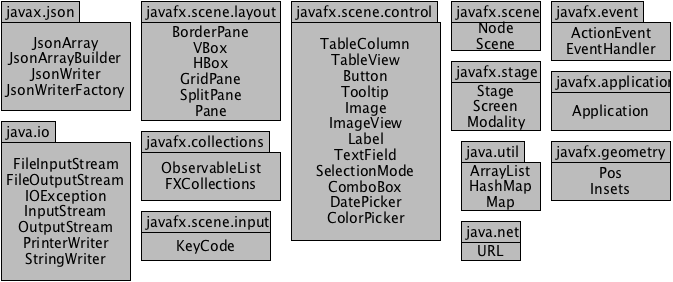 javax.json
JsonArray
JsonArrayBuilder
JsonWriter
JsonWriterFactory
java.io
FileInputStream
FileOutputStream
IOException
InputStream
OutputStream
PrinterWriter
StringWriter
javafx.scene.layout
BorderPane
VBox
HBox
GridPane
SplitPane
Pane
javafx.collections
ObservableList
FXCollections
javafx.scene.input
KeyCode
javafx.scene.control
TableColumn
TableView
Button
Tooltip
Image
ImageView
Label
TextField
SelectionMode
ComboBox
DatePicker
ColorPicker
javafx.scene
Node
Scene
javafx.stage
Stage
Screen
Modality
java.util
ArrayList
HashMap
Map
java.net
URL
javafx.event
ActionEvent
EventHandler
javafx.application
Application
javafx.geometry
Pos
Insets